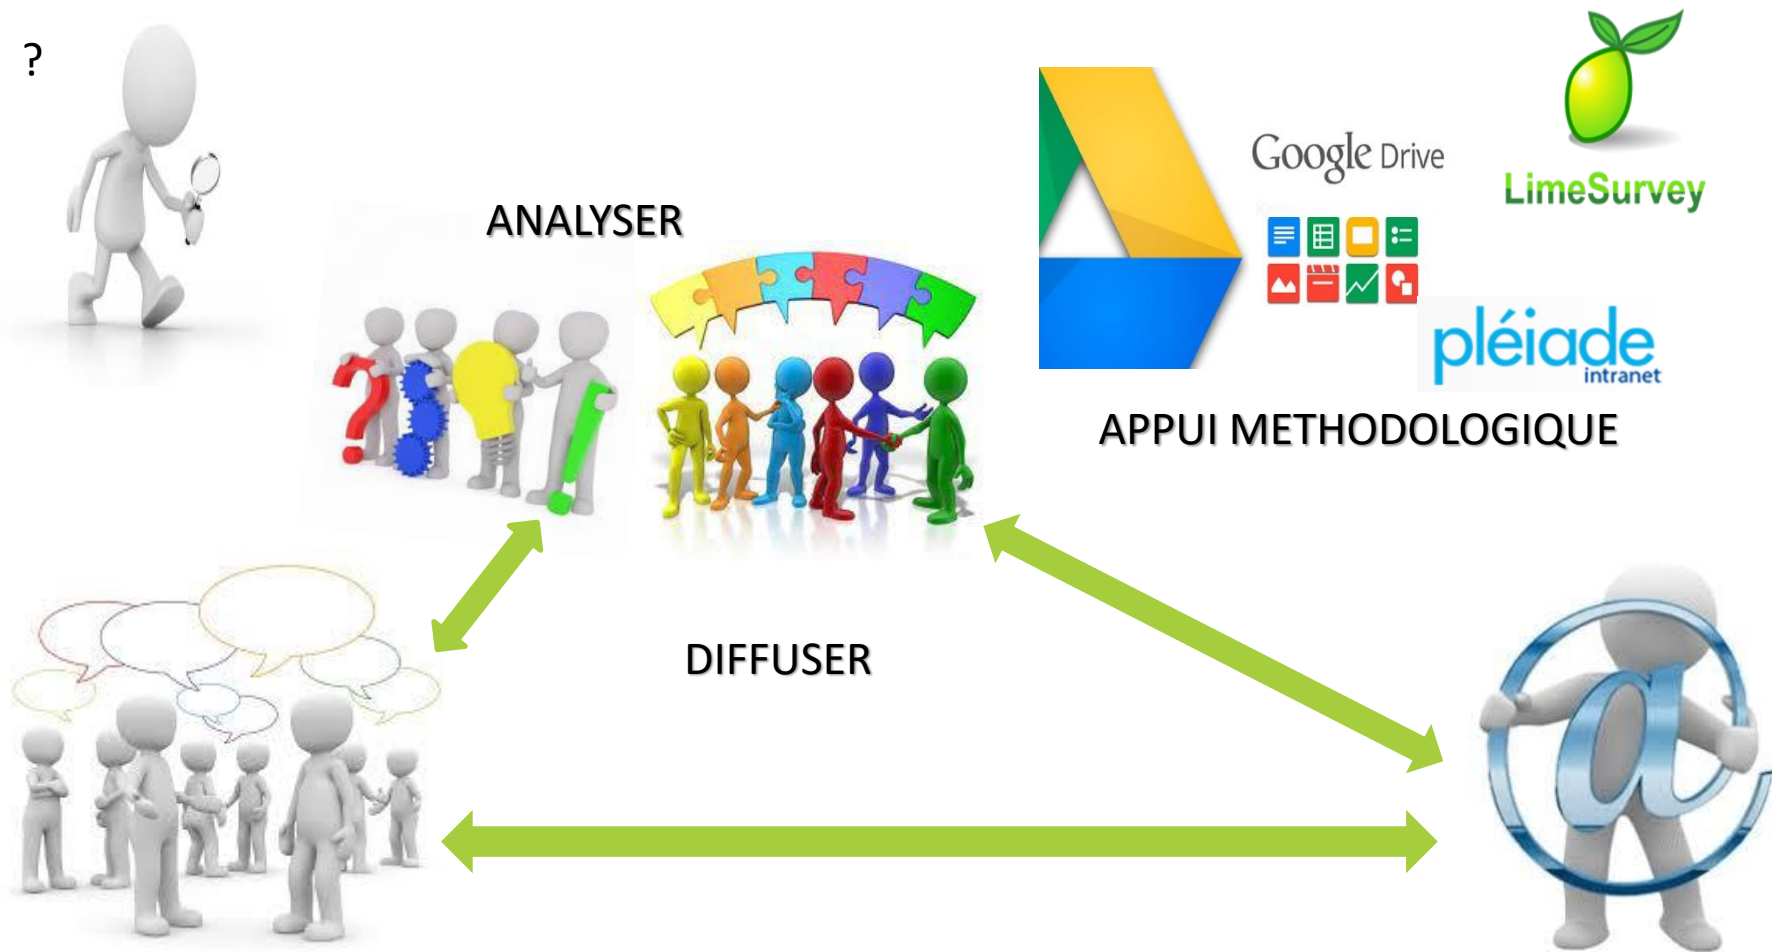 ?
ANALYSER
Google Drive
LimeSurvey
pléiade
intranet
APPUI METHODOLOGIQUE
DIFFUSER